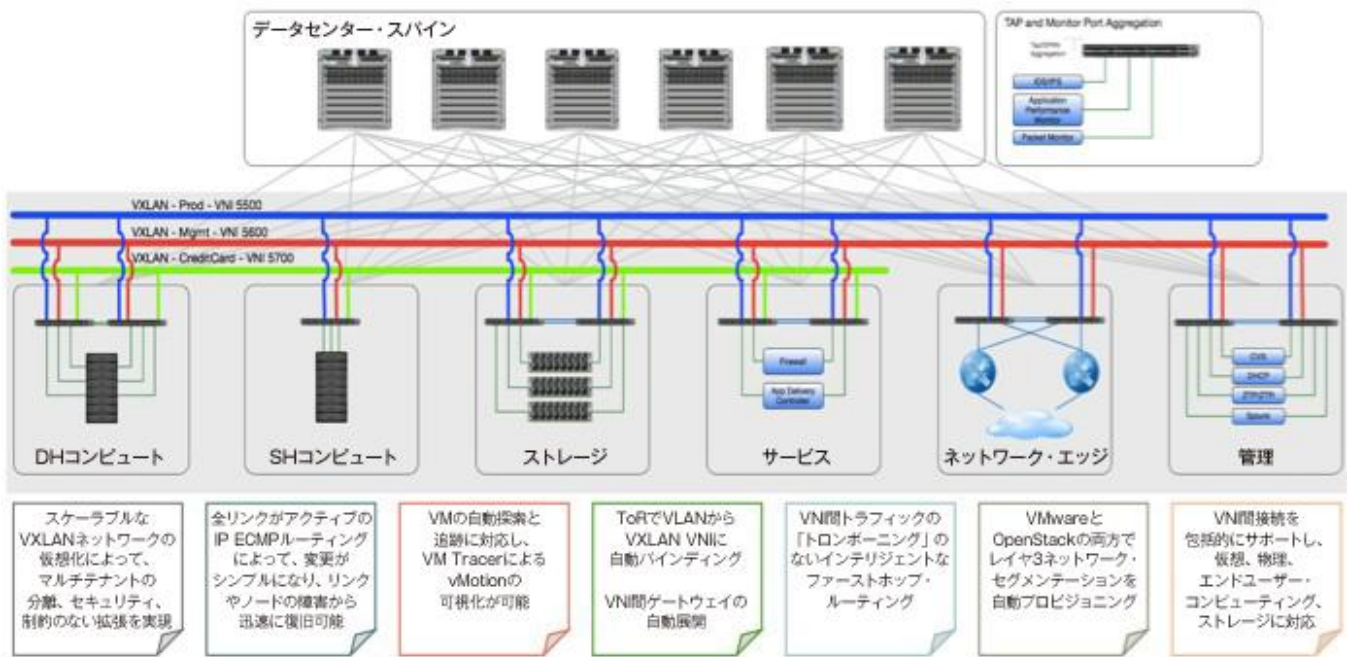 データセンター・スパイン
TAP and Monitor Port Aggregation
Aggregation
IDS/IPS
Application
Performance
Monitor
Packet Monitor
VXLAN - Prod - VNI 5500
VXLAN - Mgmt - VNI 5600
VXLAN - CreditCard - VNI 5700
Firewall
App Delivery
Controller
CVX
DHCP
Splunk
DHコンピュート
SHコンピュート
ストレージ
サービス
ネットワーク・エッジ
管理
スケーラブルな
VXLANネットワークの
仮想化によって、
マルチテナントの
分離、セキュリティ、
制約のない拡張を実現
全リンクがアクティブの
IP ECMPルーティング
によって、変更が
シンプルになり、リンク
やノードの障害から
迅速に復旧可能
VMの自動探索と
追跡に対応し、
VM Tracerによる
vMotionの
可視化が可能
ToRでVLANから
VXLAN VNIに
自動バインディング
VNI間ゲートウェイの
自動展開
VNI間トラフィックの
「トロンボーニング」の
ないインテリジェントな
ファーストホップ・
ルーティング
VMwareと
OpenStackの両方で
レイヤ3ネットワーク・
セグメンテーションを
自動プロビジョニング
VNI間接続を
包括的にサポートし、
仮想、物理、
エンドユーザー・
コンピューティング、
ストレージに対応